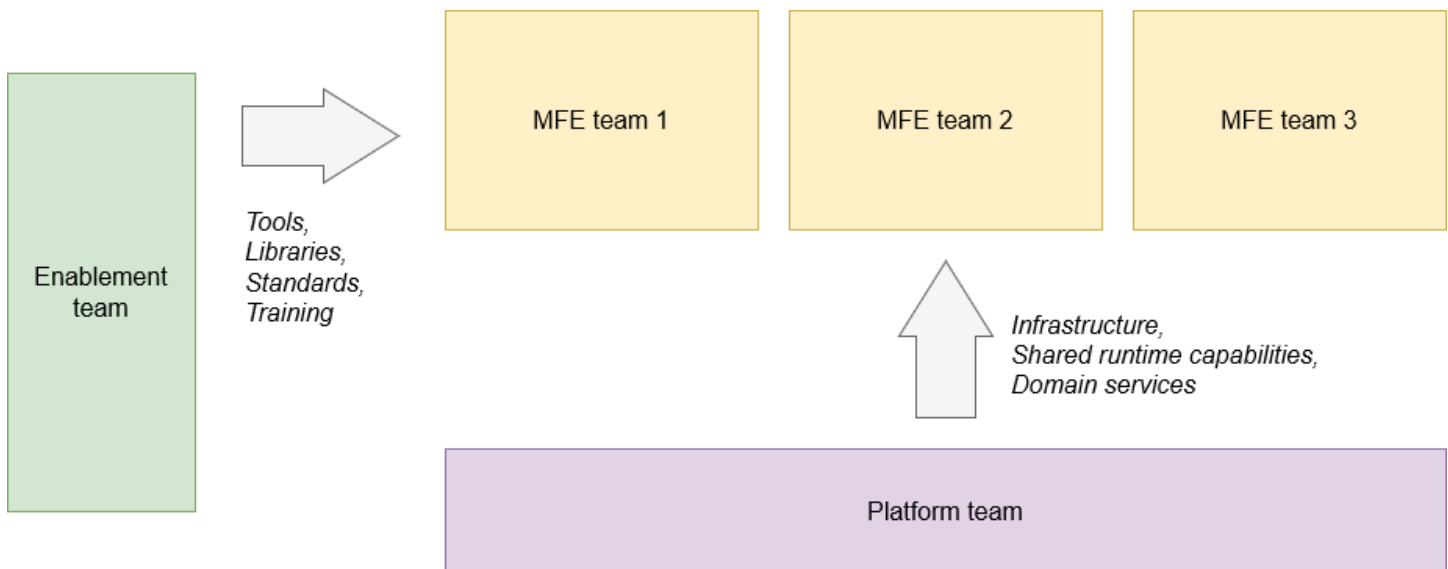 MFE team 1
MFE team 2
MFE team 3
Enablement
team
Tools,
Libraries,
Standards,
Training
Infrastructure,
Shared runtime capabilities,
Domain services
Platform team